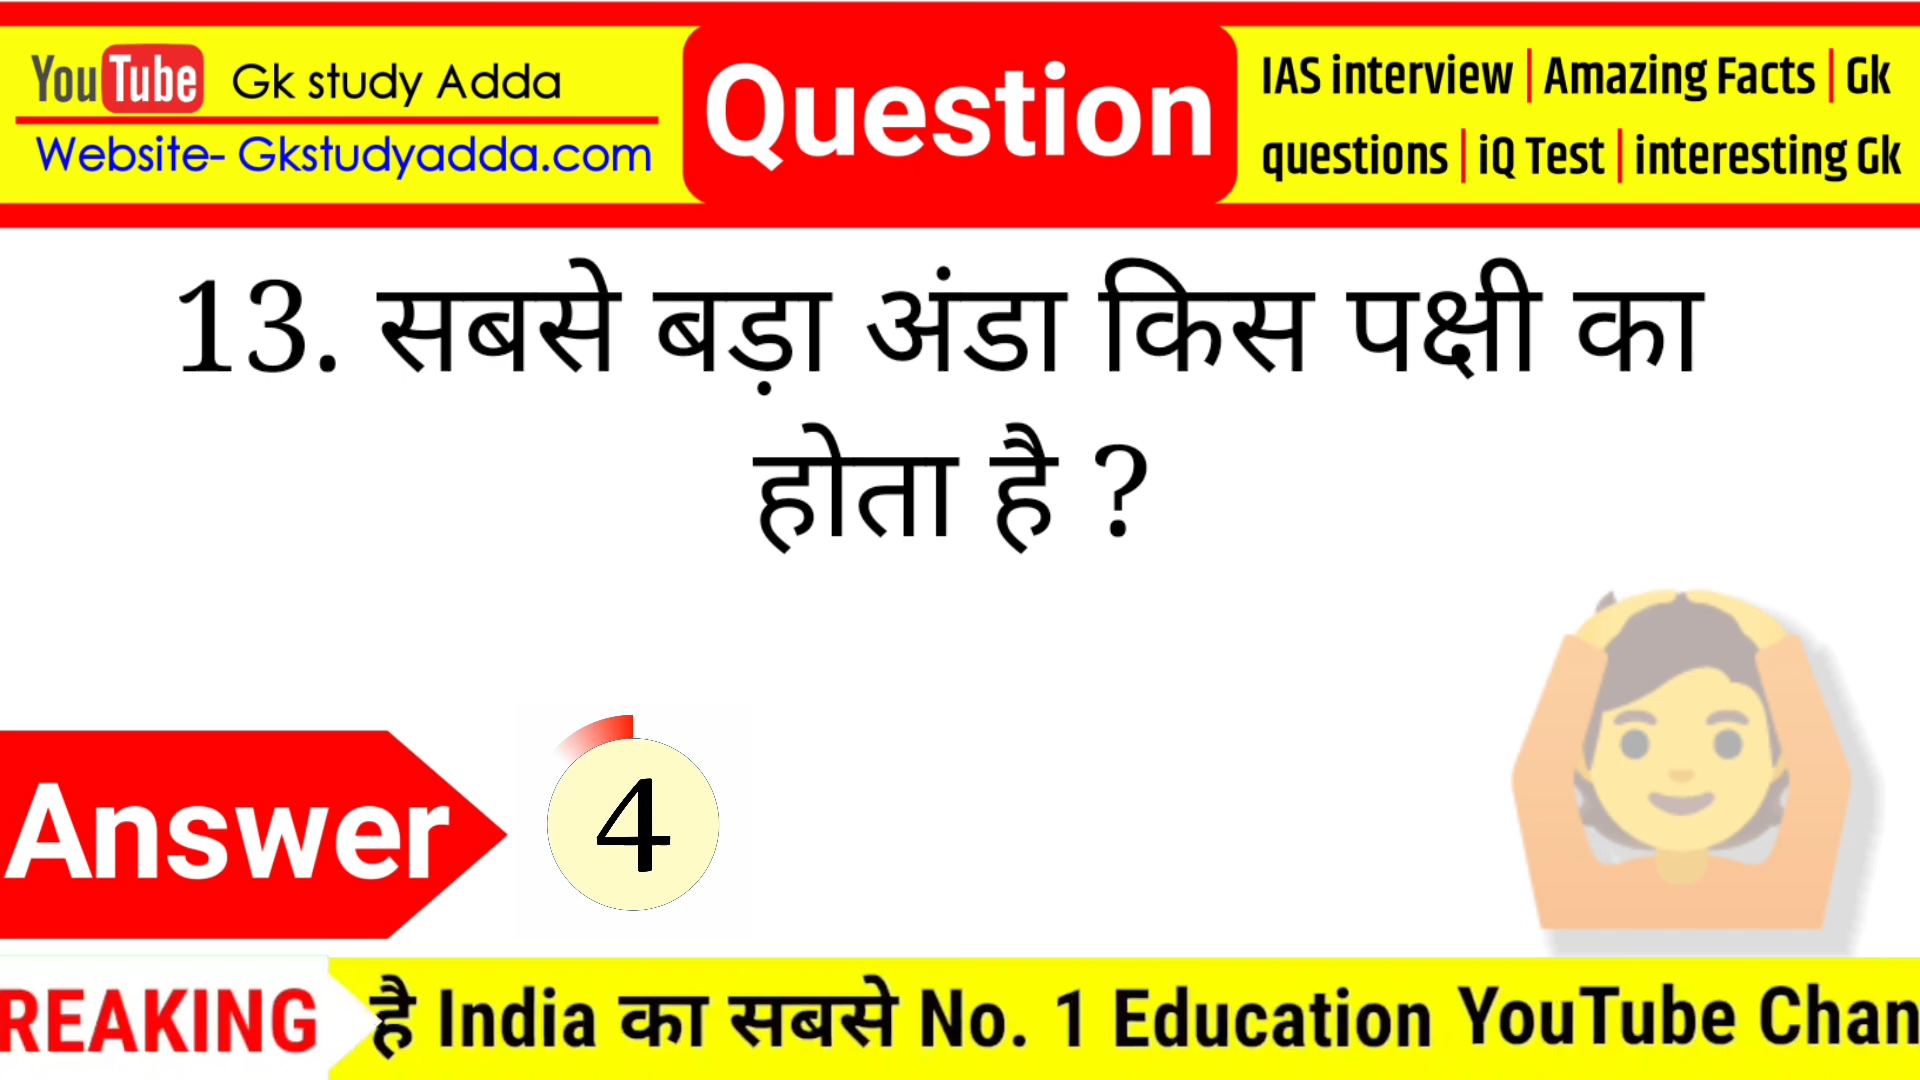 YouTube Gk study Adda
Website- Gkstudyadda.com
Question
IAS interview | Amazing Facts | Gk
questions | iQ Test | interesting Gk
13. सबसे बड़ा अंडा किस पक्षी का
होता है ?
Answer
4
REAKING
है India का सबसे No. 1 Education YouTube Chan